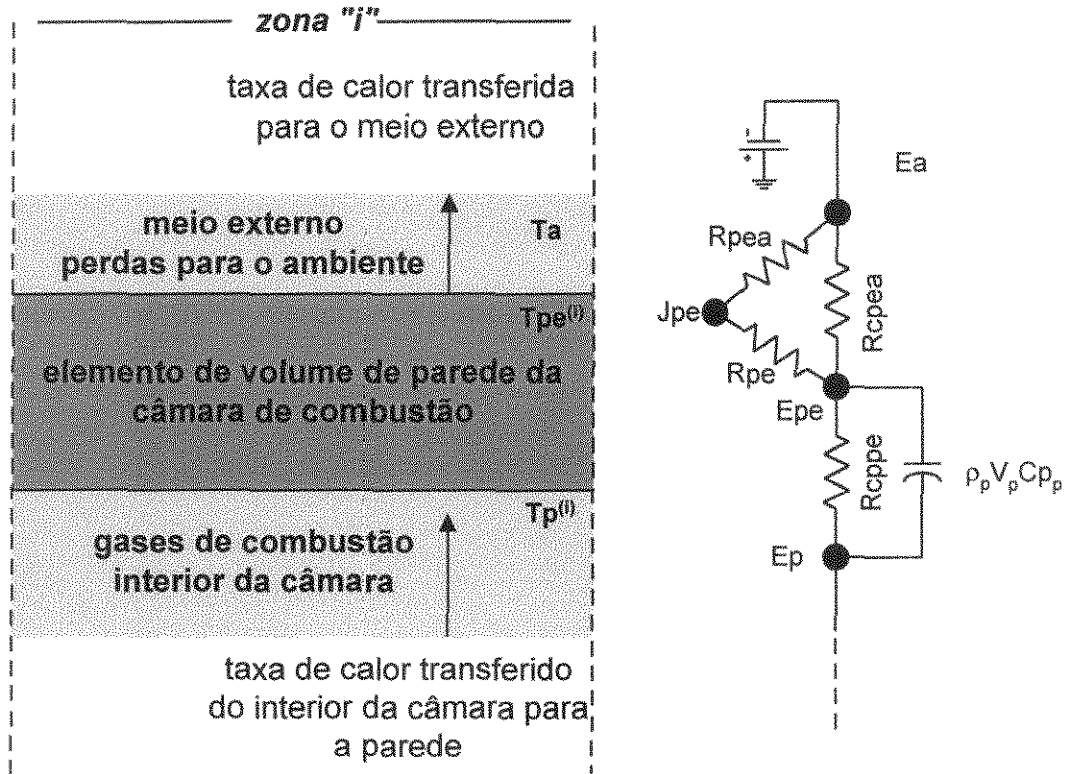 zona "i"
taxa de calor transferida
para o meio externo
meio externo
perdas para o ambiente
Ta
Tpe(i)
elemento de volume de parede da
câmara de combustão
Tp(i)
gases de combustão
interior da câmara
taxa de calor transferido
do interior da câmara para
a parede
-
+
Ea
Rpea
Rcpea
Jpe
Rpe
Epe
Rcppe
ρpVpCpp
Ep